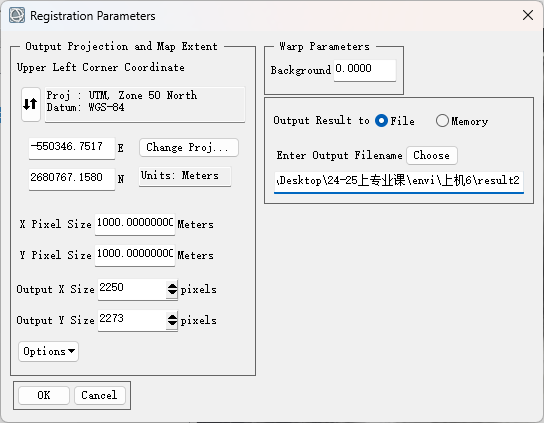 Registration Parameters
Output Projection and Map Extent
Upper Left Corner Coordinate
Proj : UTM, Zone 50 North
Datum: WGS-84
-550346.7517 E
Change Proj...
2680767.1580 N
Units: Meters
X Pixel Size 1000.00000000 Meters
Y Pixel Size 1000.00000000 Meters
Output X Size 2250 pixels
Output Y Size 2273 pixels
Options
OK
Cancel
Warp Parameters
Background 0.0000
Output Result to File Memory
Enter Output Filename Choose
\Desktop\24-25上专业课\envi\上机6\result2